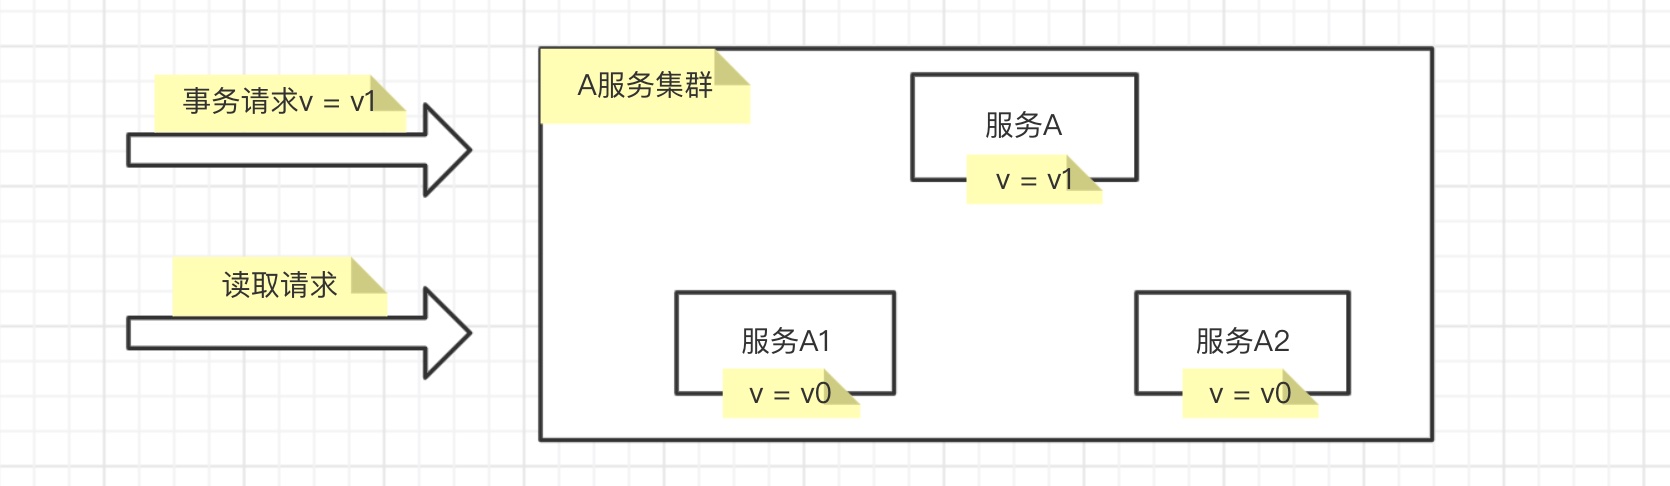 事务请求v = v1
A服务集群
服务A
v = v1
读取请求
服务A1
v = v0
服务A2
v = v0